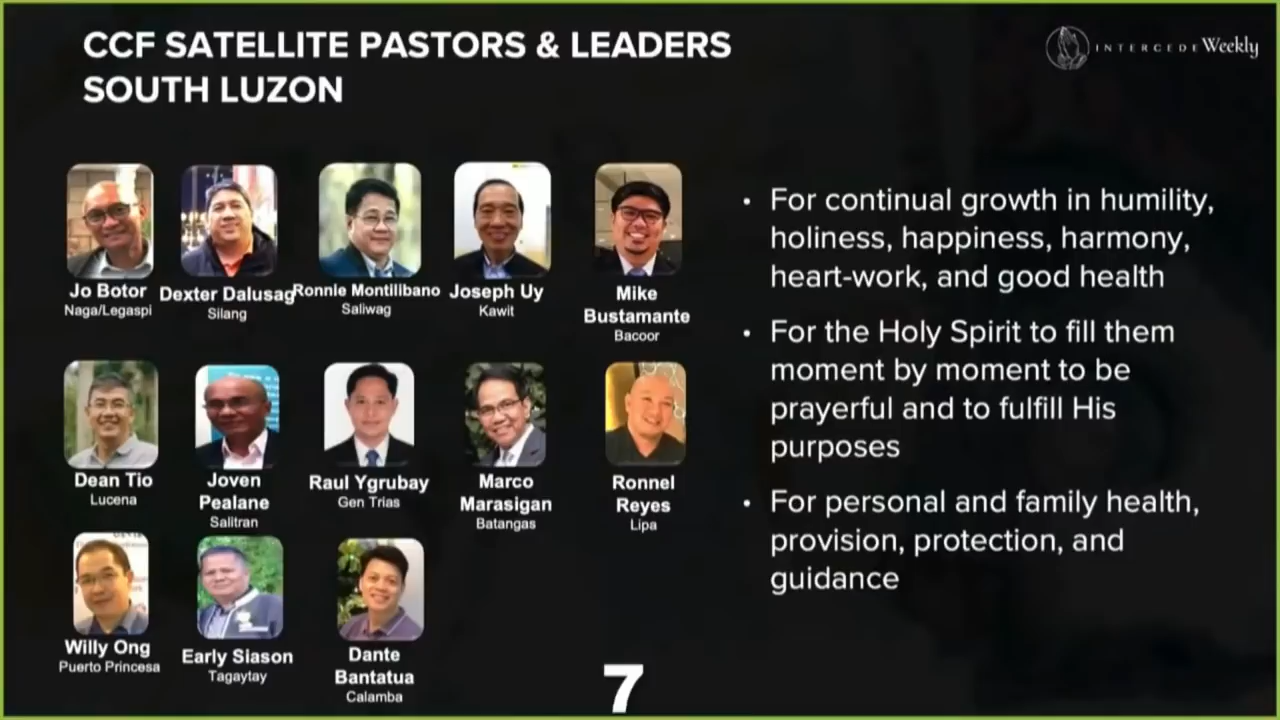 CCF SATELLITE PASTORS & LEADERS
SOUTH LUZON
INTERCEDE Weekly
Jo Botor
Naga/Legaspi
Dexter Dalusag
Silang
Ronnie Montilibano
Saliwag
Joseph Uy
Kawit
Mike
Bustamante
Bacoor
Dean Tio
Lucena
Joven
Pealane
Salitran
Raul Ygrubay
Gen Trias
Marco
Marasigan
Batangas
Ronnel
Reyes
Lipa
Willy Ong
Puerto Princesa
Early Siason
Tagaytay
Dante
Bantatua
Calamba
• For continual growth in humility,
holiness, happiness, harmony,
heart-work, and good health
• For the Holy Spirit to fill them
moment by moment to be
prayerful and to fulfill His
purposes
• For personal and family health,
provision, protection, and
guidance
7